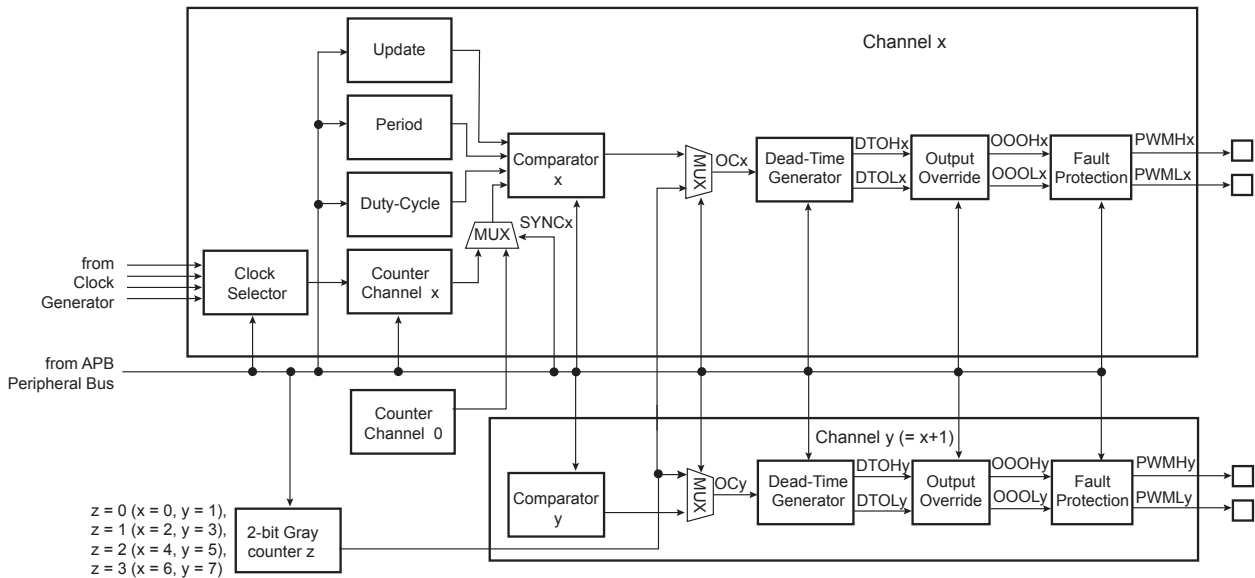 Channel x
Update
Period
Duty-Cycle
Comparator
x
MUX
SYNCx
MUX
OCx
Dead-Time
Generator
DTOHx
DTOLx
Output
Override
OOOHx
OOOLx
Fault
Protection
PWMHx
PWMLx
from
Clock
Generator
Clock
Selector
Counter
Channel x
from APB
Peripheral Bus
Counter
Channel 0
Channel y (= x+1)
Comparator
y
MUX
OCy
Dead-Time
Generator
DTOHy
DTOLy
Output
Override
OOOHy
OOOLy
Fault
Protection
PWMHy
PWMLy
z = 0 (x = 0, y = 1),
z = 1 (x = 2, y = 3),
z = 2 (x = 4, y = 5),
z = 3 (x = 6, y = 7)
2-bit Gray
counter z